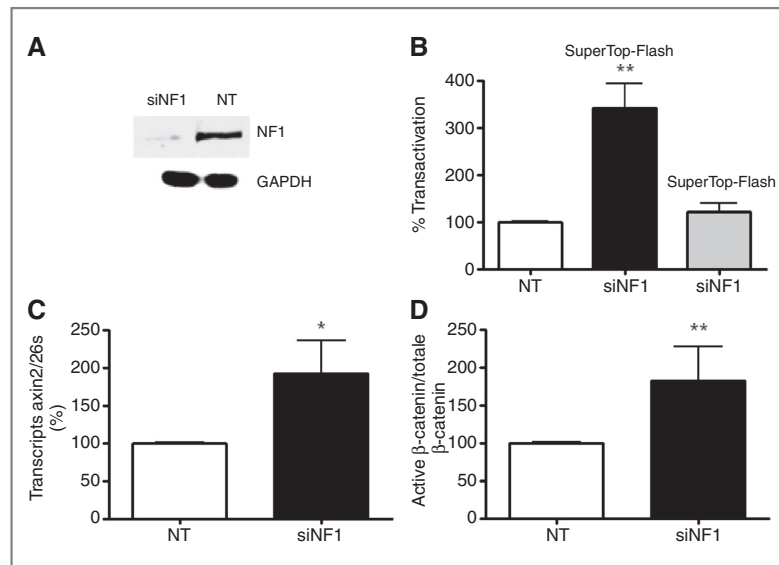 A
siNF1 NT
NF1
GAPDH
B
SuperTop-Flash
**
% Transactivation
400
300
200
100
0
SuperTop-Flash
NT siNF1 siNF1
C
Transcripts axin2/26s
(%)
250
200
150
100
50
0
*
NT siNF1
D
Active β-catenin/totale
β-catenin
250
200
150
100
50
0
**
NT siNF1